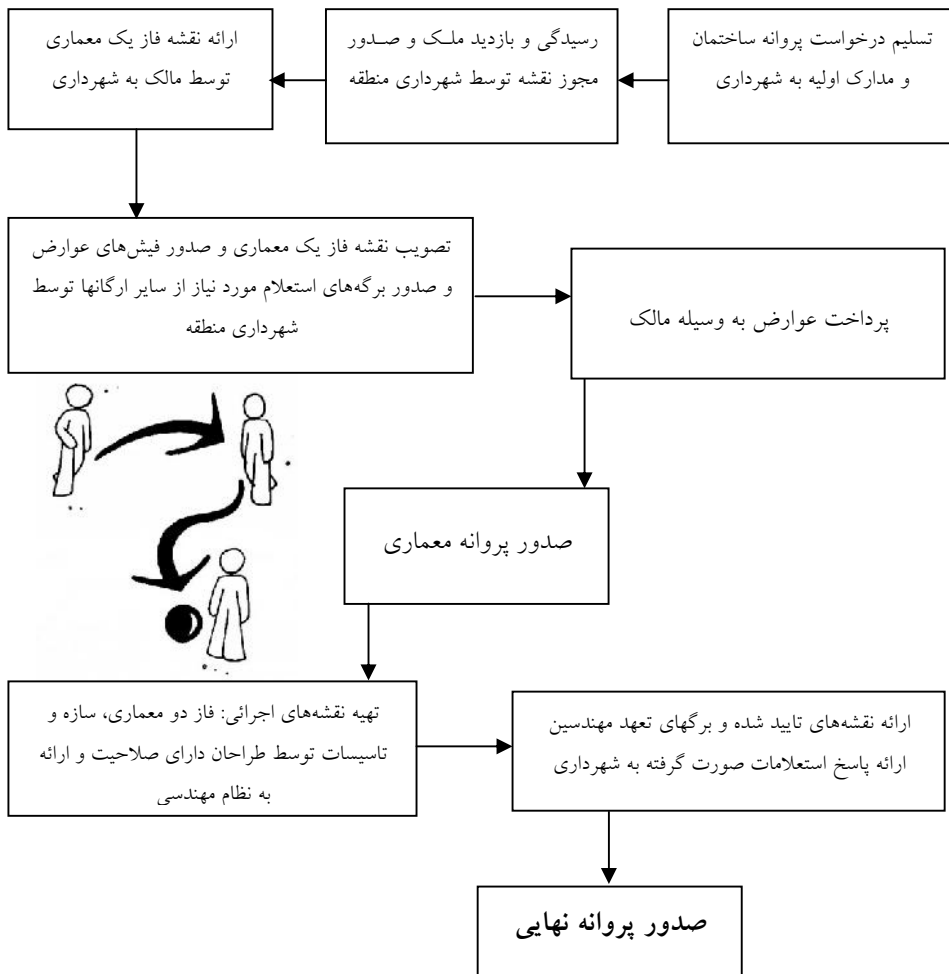 تسلیم درخواست پروانه ساختمان
و مدارک اولیه به شهرداری
رسیدگی و بازدید ملـک و صـدور
مجوز نقشه توسط شهرداری منطقه
ارائه نقشه فاز یک معماری
توسط مالک به شهرداری
تصویب نقشه فاز یک معماری و صدور فیش‌های عوارض
و صدور برگه‌های استعلام مورد نیاز از سایر ارگانها توسط
شهرداری منطقه
پرداخت عوارض به وسیله مالک
صدور پروانه معماری
تهیه نقشه‌های اجرائی: فاز دو معماری، سازه و
تاسیسات توسط طراحان دارای صلاحیت و ارائه
به نظام مهندسی
ارائه نقشه‌های تایید شده و برگهای تعهد مهندسین
ارائه پاسخ استعلامات صورت گرفته به شهرداری
صدور پروانه نهایی